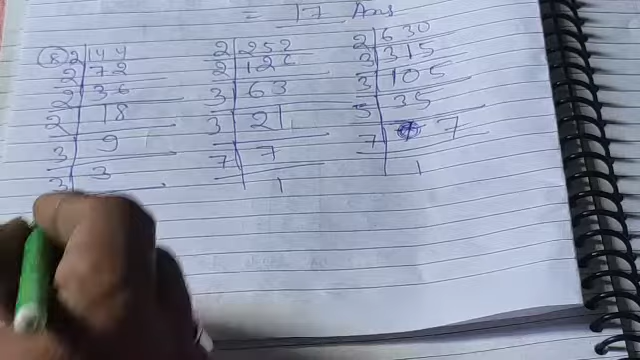 = 17 Ans
(8) 2 | 144 2 | 252 2 | 630
2 | 72 2 | 126 3 | 315
2 | 36 3 | 63 3 | 105
2 | 18 3 | 21 5 | 35
3 | 9 7 | 7 7 | 7
3 | 3 1 1